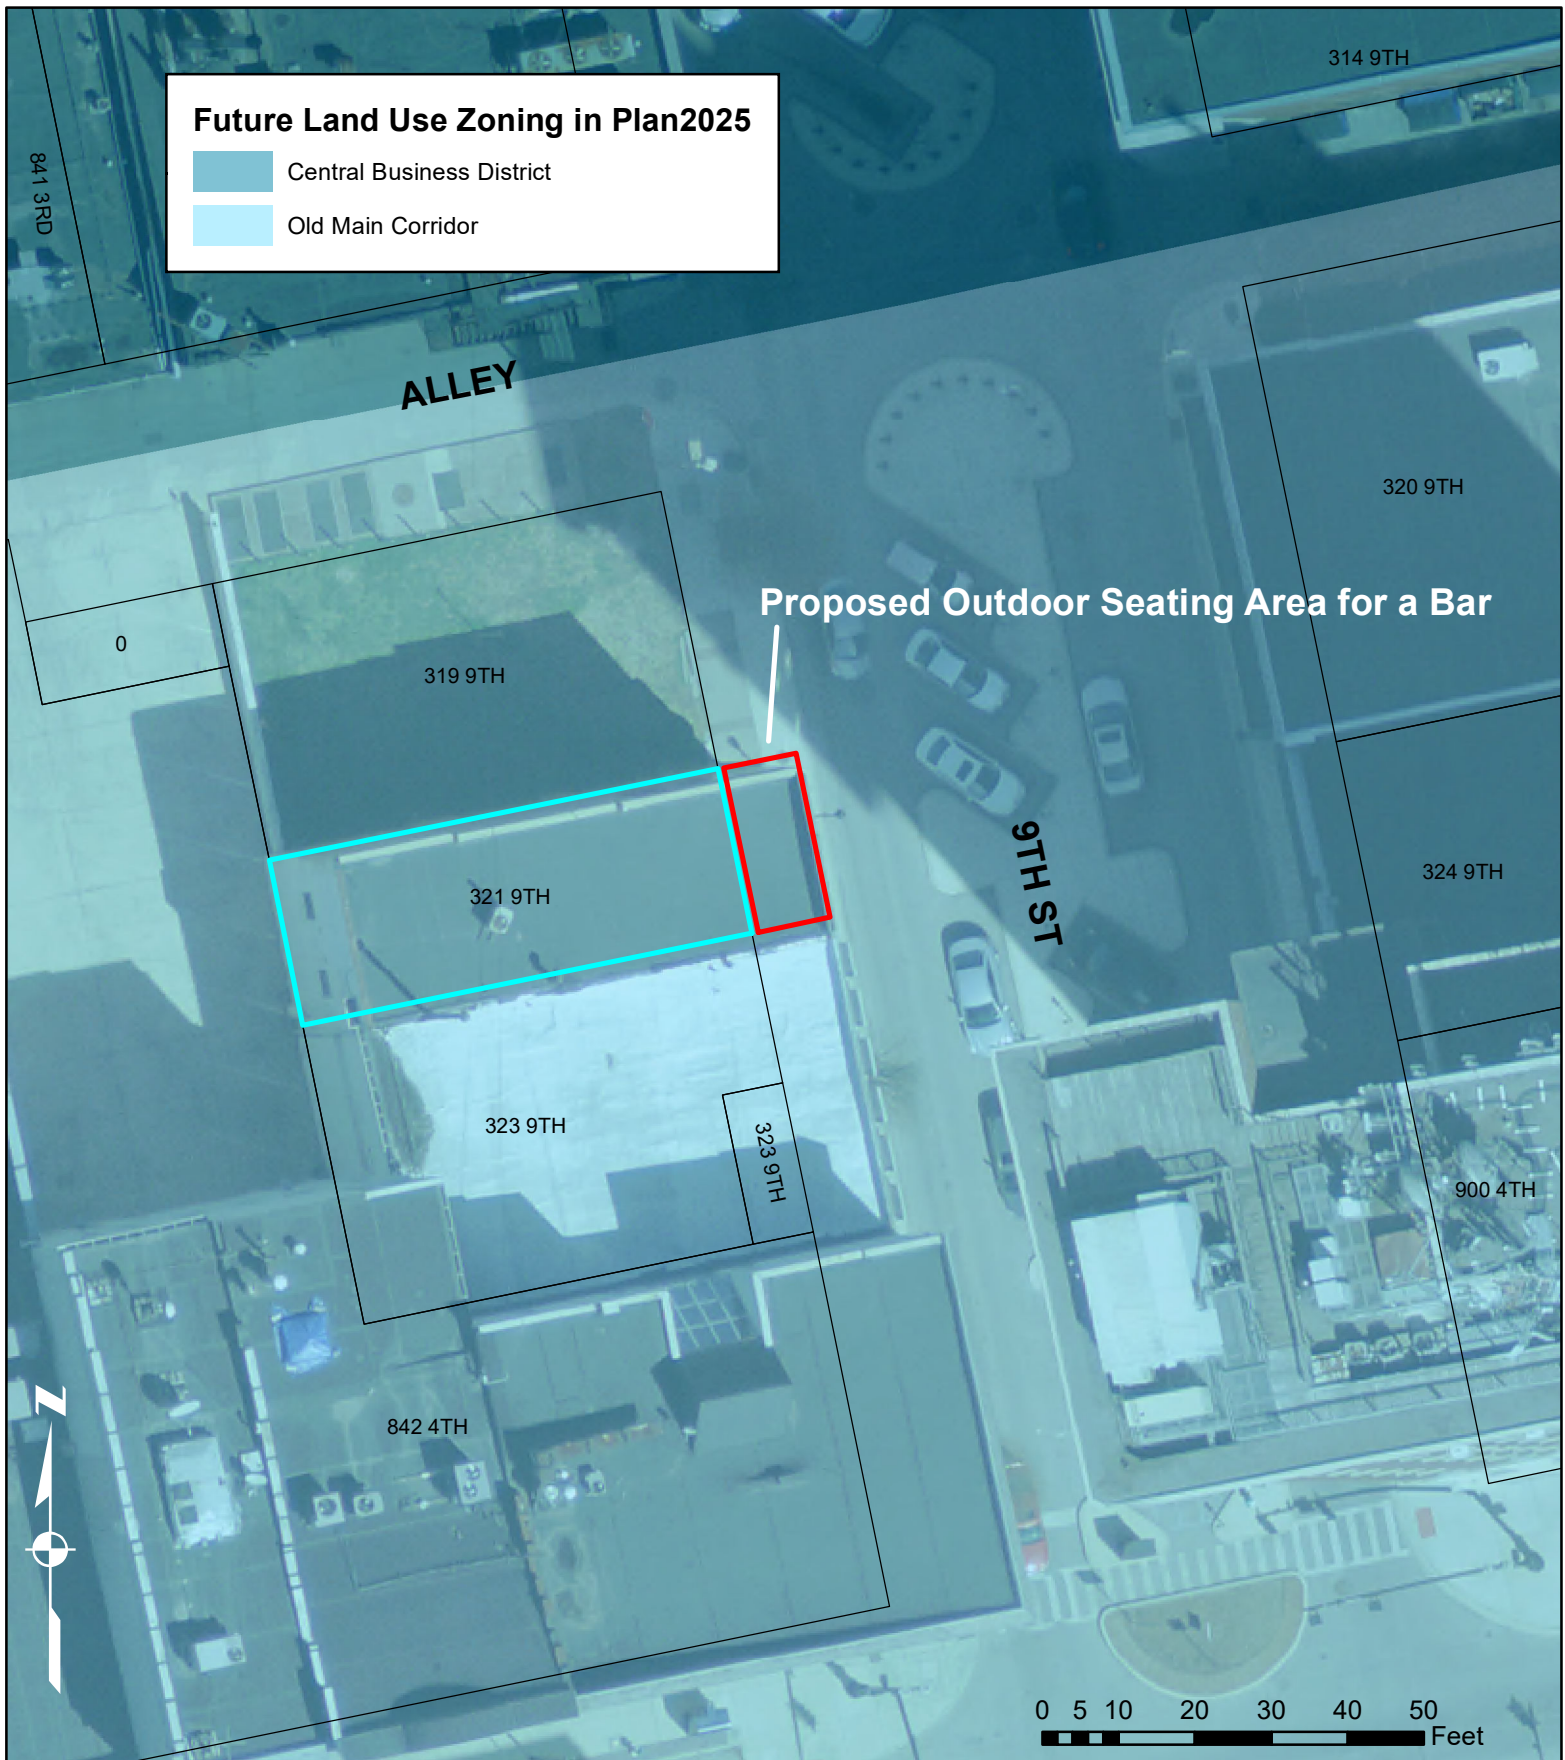 314 9TH
Future Land Use Zoning in Plan2025
Central Business District
Old Main Corridor
841 3RD
ALLEY
320 9TH
Proposed Outdoor Seating Area for a Bar
0
319 9TH
9TH ST
324 9TH
321 9TH
323 9TH
323 9TH
900 4TH
842 4TH
N
0 5 10 20 30 40 50
Feet